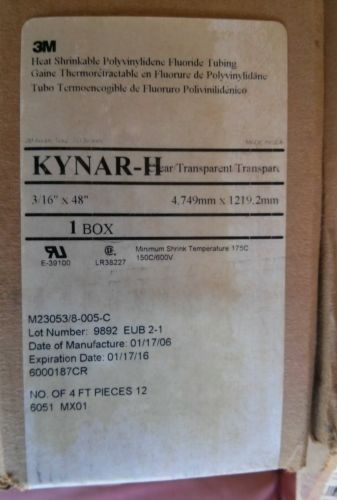 3M
Heat Shrinkable Polyvinylidene Fluoride Tubing
Gaine Thermorétractable en Fluorure de Polyvinylidáne
Tubo Termoencogible de Fluoruro Polivinilidénico
KYNAR-H Clear/Transparent/Transpare
3/16" x 48" 4.749mm x 1219.2mm
1 BOX
E-39100 LR38227 Minimum Shrink Temperature 175C
150C/600V
M23053/8-005-C
Lot Number: 9892 EUB 2-1
Date of Manufacture: 01/17/06
Expiration Date: 01/17/16
6000187CR
NO. OF 4 FT PIECES 12
6051 MX01